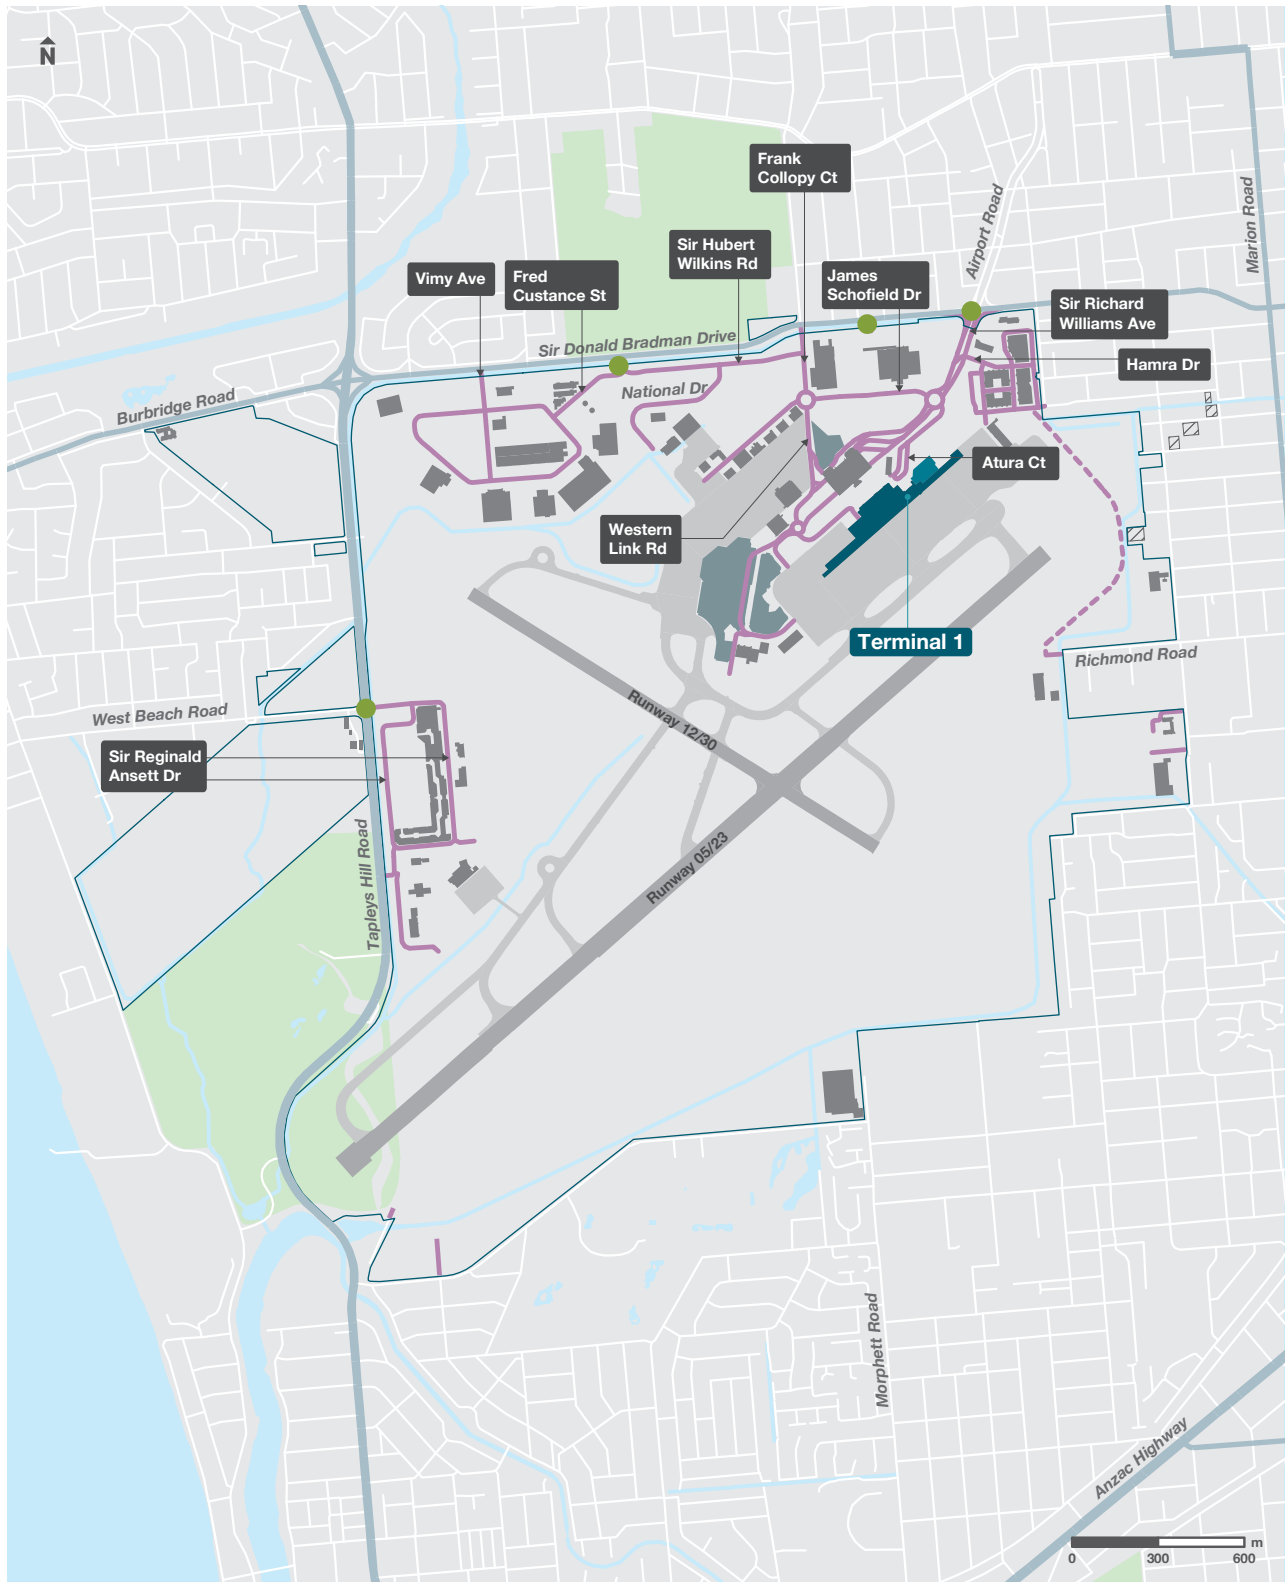 N
Frank
Collopy Ct
Airport Road
Marion Road
Sir Hubert
Wilkins Rd
Vimy Ave
Fred
Custance St
James
Schofield Dr
Sir Richard
Williams Ave
Sir Donald Bradman Drive
Hamra Dr
National Dr
Burbridge Road
Atura Ct
Western
Link Rd
Terminal 1
Richmond Road
West Beach Road
Runway 12/30
Sir Reginald
Ansett Dr
Tapleys Hill Road
Runway 05/23
Morphett Road
Anzac Highway
m
0
300
600